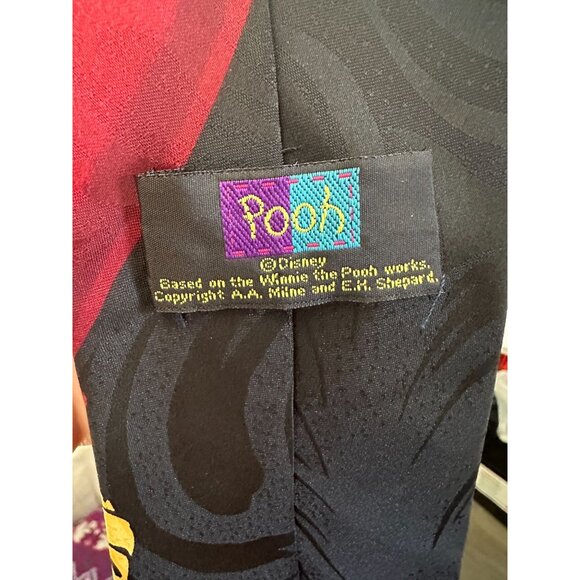 Pooh
©Disney
Based on the Winnie the Pooh works.
Copyright A.A. Milne and E.H. Shepard.